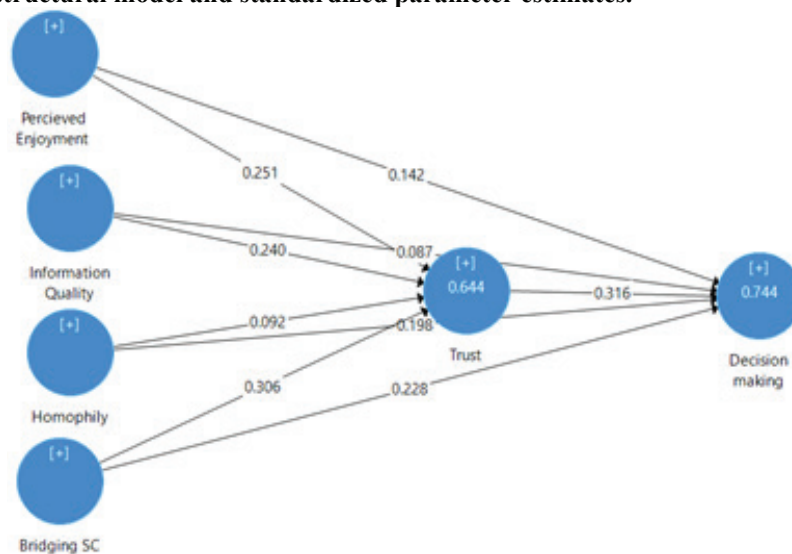 structural model and standardized parameter estimates.
[+]
Percieved
Enjoyment
0.251
0.142
[+]
Information
Quality
0.240
0.087
[+]
0.644
Trust
0.316
[+]
0.744
Decision
making
[+]
Homophily
0.092
0.198
0.306
0.228
[+]
Bridging SC